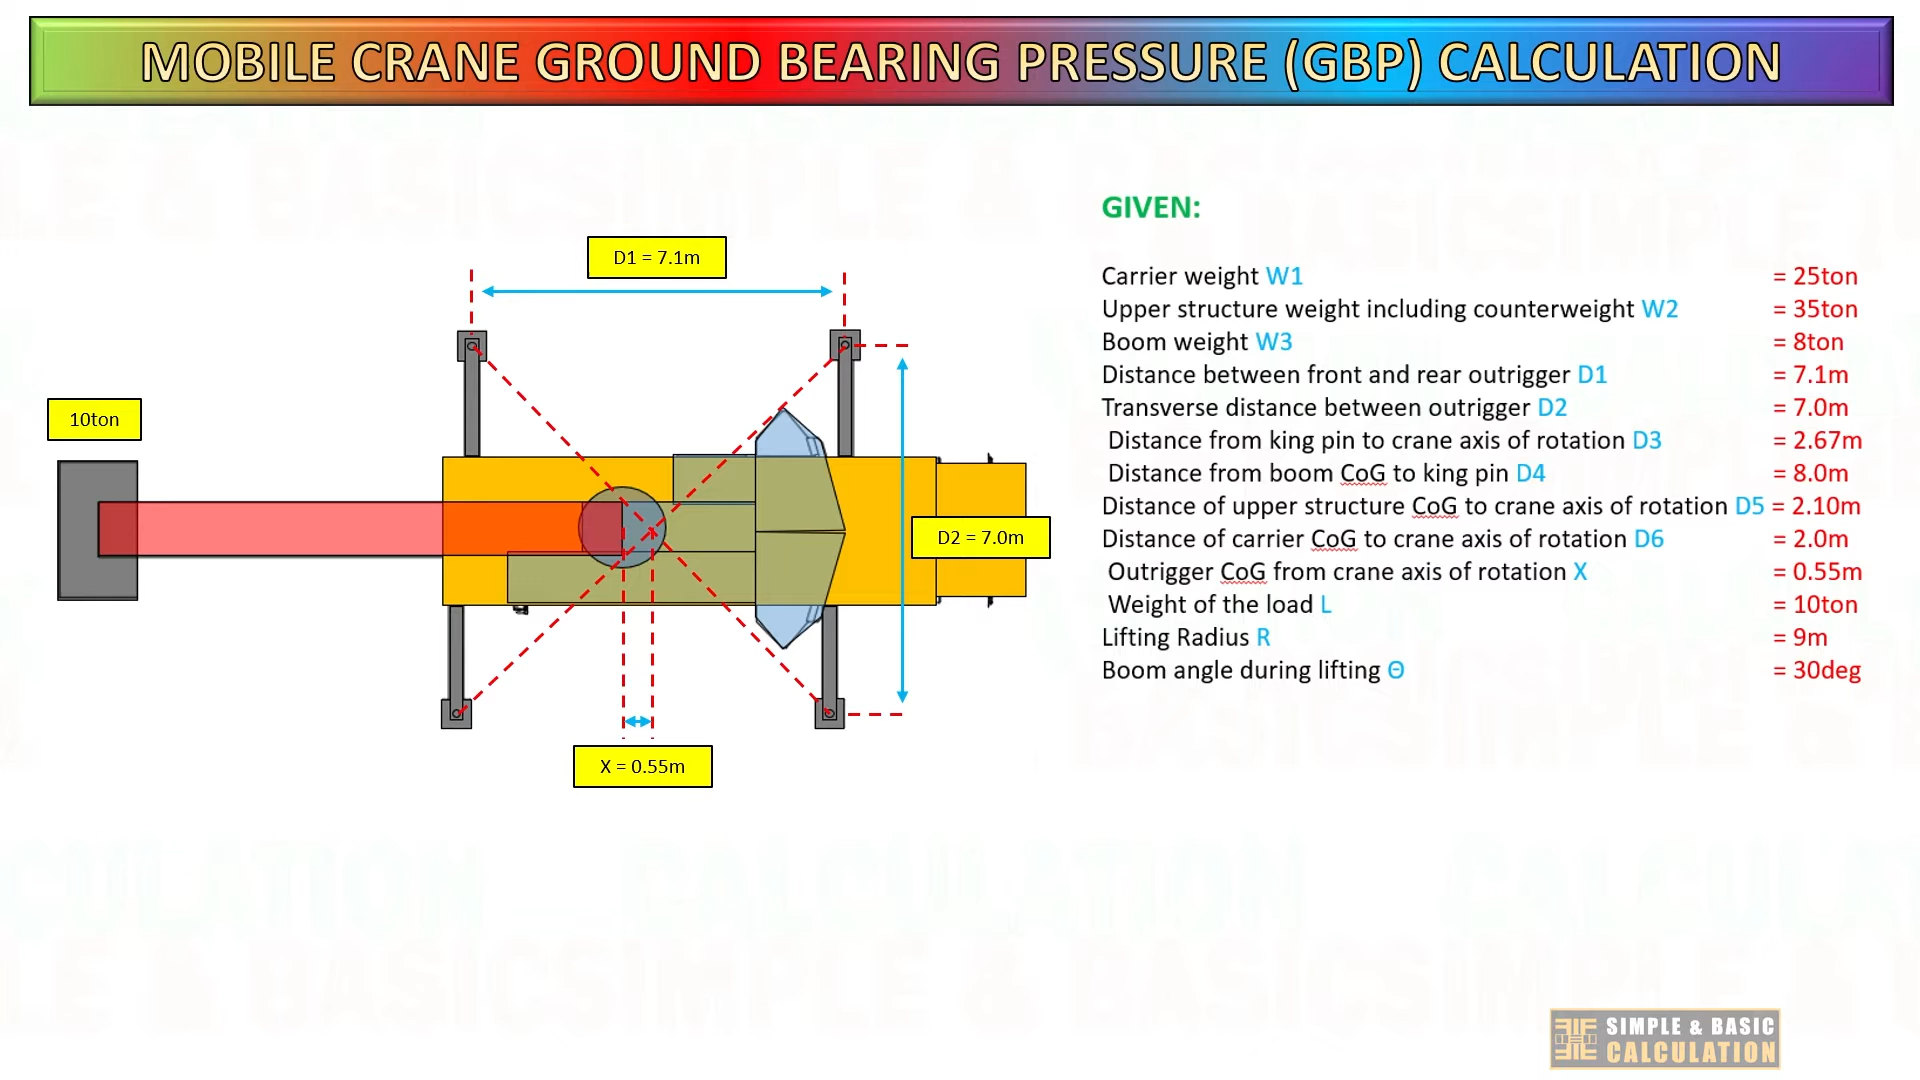 MOBILE CRANE GROUND BEARING PRESSURE (GBP) CALCULATION
GIVEN:
D1 = 7.1m
Carrier weight W1 = 25ton
Upper structure weight including counterweight W2 = 35ton
Boom weight W3 = 8ton
Distance between front and rear outrigger D1 = 7.1m
Transverse distance between outrigger D2 = 7.0m
10ton
Distance from king pin to crane axis of rotation D3 = 2.67m
Distance from boom CoG to king pin D4 = 8.0m
Distance of upper structure CoG to crane axis of rotation D5 = 2.10m
D2 = 7.0m
Distance of carrier CoG to crane axis of rotation D6 = 2.0m
Outrigger CoG from crane axis of rotation X = 0.55m
Weight of the load L = 10ton
Lifting Radius R = 9m
Boom angle during lifting Θ = 30deg
X = 0.55m
SIMPLE & BASIC
CALCULATION